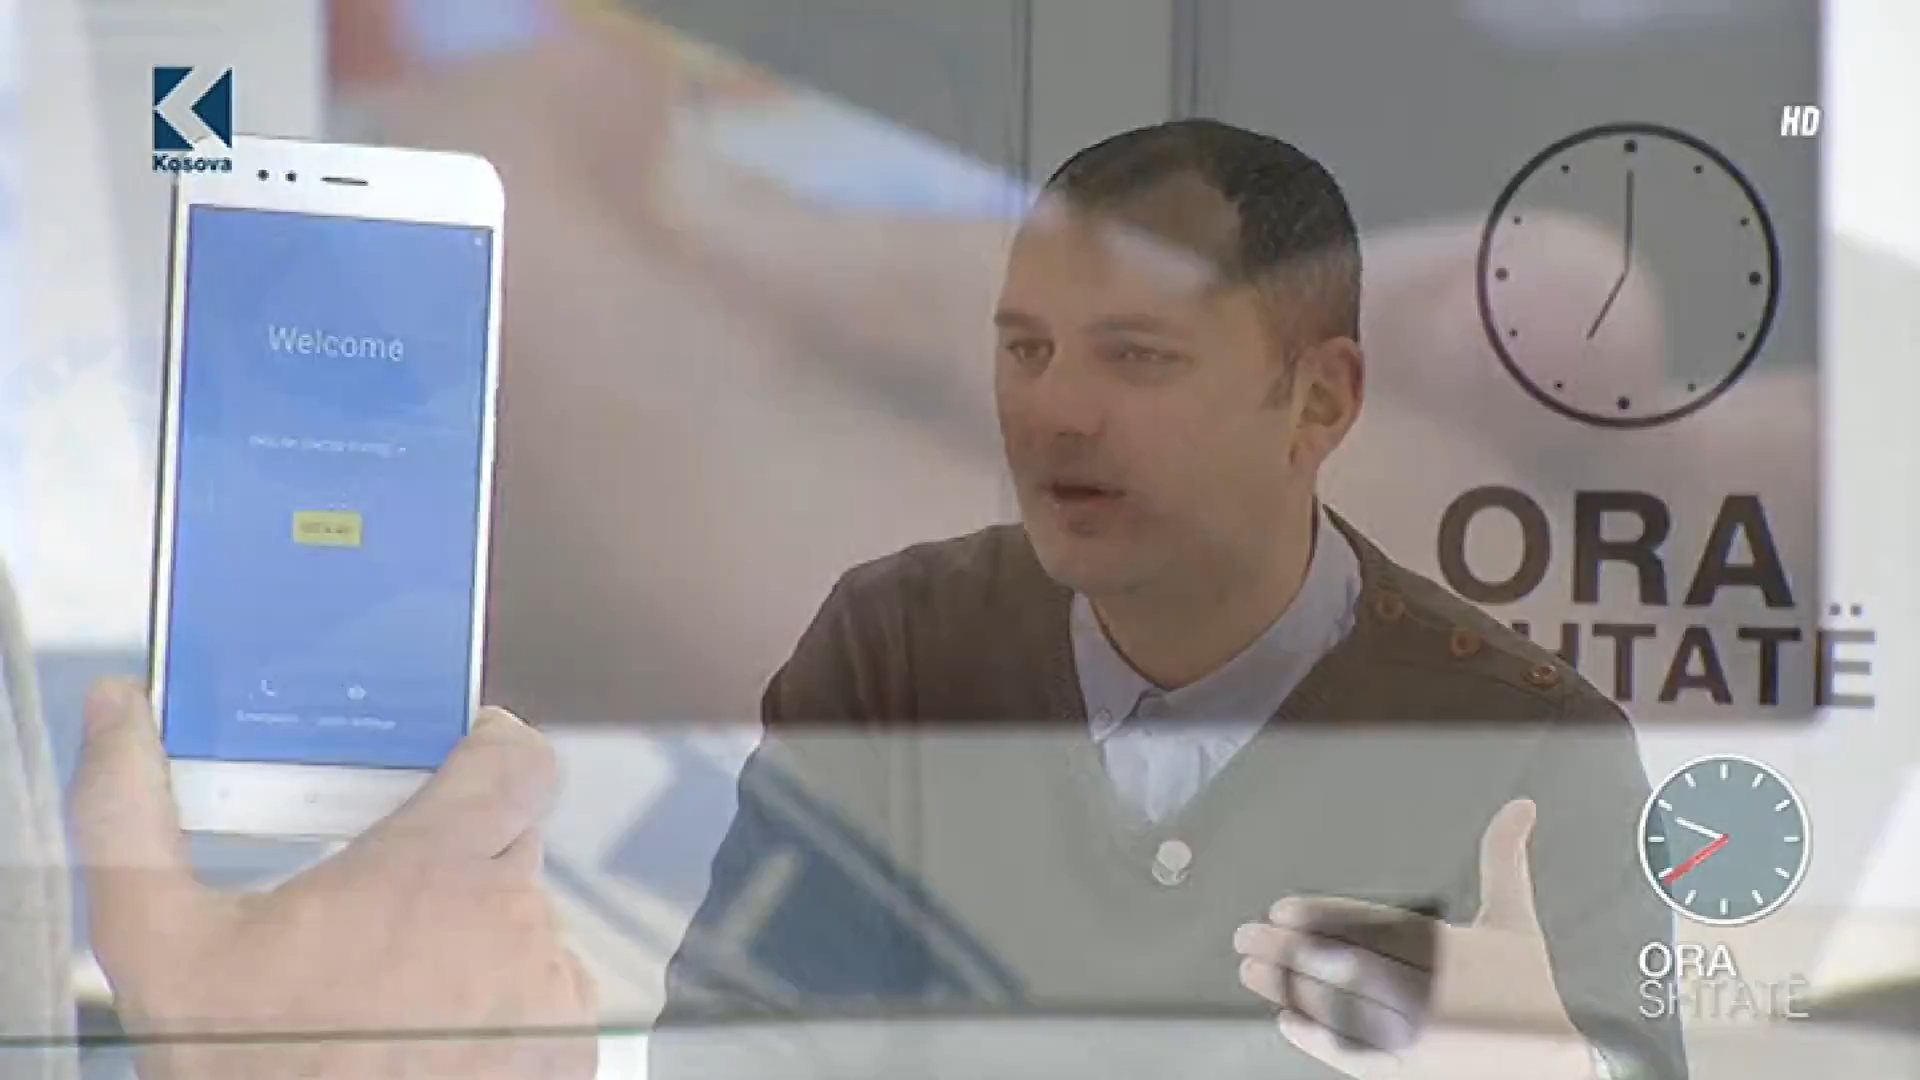 Kosova
HD
Welcome
ORA
SHTATË
ORA
SHTATË